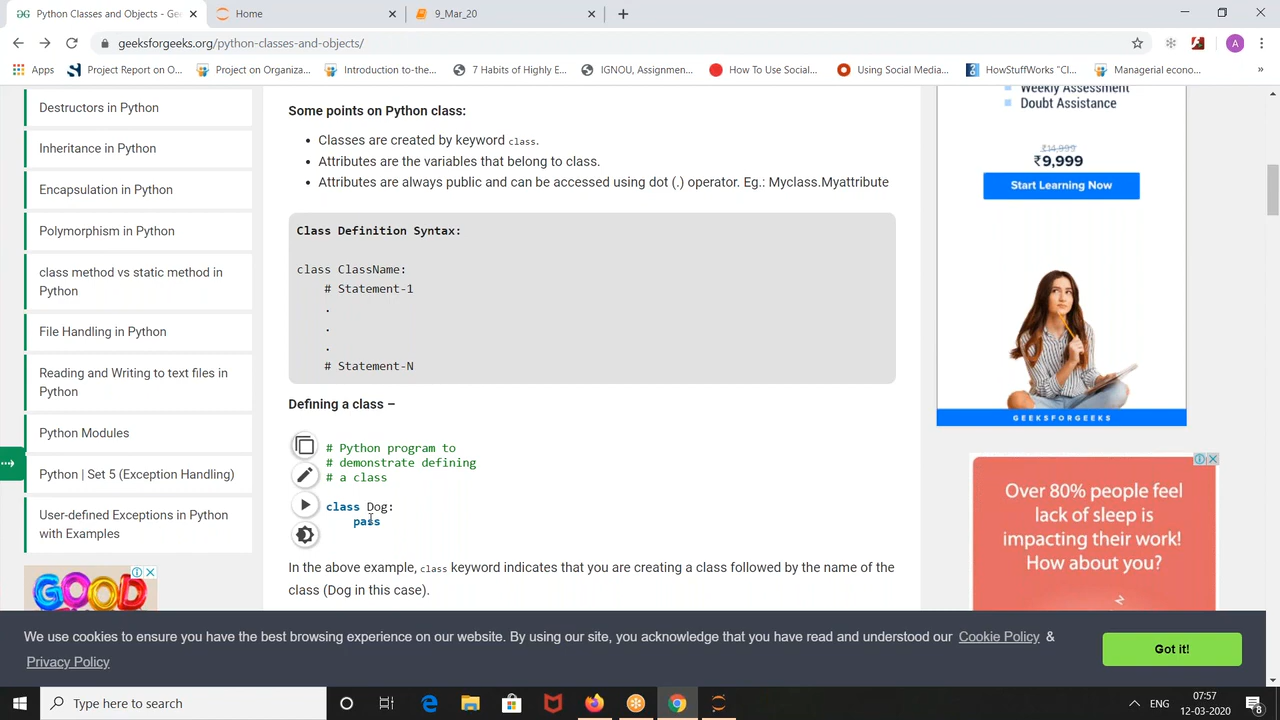 Python Classes and Objects - Gee
Home
9_Mar_20
geeksforgeeks.org/python-classes-and-objects/
A
Apps
Project Report on O...
Project on Organiza...
Introduction to-the...
7 Habits of Highly E...
IGNOU, Assignmen...
How To Use Social...
Using Social Media...
HowStuffWorks "Cl...
Managerial econo...
»
Destructors in Python
Inheritance in Python
Encapsulation in Python
Polymorphism in Python
class method vs static method in
Python
File Handling in Python
Reading and Writing to text files in
Python
Python Modules
Python | Set 5 (Exception Handling)
User-defined Exceptions in Python
with Examples
GOOD
Some points on Python class:
• Classes are created by keyword class.
• Attributes are the variables that belong to class.
• Attributes are always public and can be accessed using dot (.) operator. Eg.: Myclass.Myattribute
Class Definition Syntax:
class ClassName:
# Statement-1
.
.
.
# Statement-N
Defining a class –
# Python program to
# demonstrate defining
# a class
class Dog:
pass
In the above example, class keyword indicates that you are creating a class followed by the name of the
class (Dog in this case).
Weekly Assessment
Doubt Assistance
₹14,999
₹9,999
Start Learning Now
GEEKSFORGEEKS
Over 80% people feel
lack of sleep is
impacting their work!
How about you?
We use cookies to ensure you have the best browsing experience on our website. By using our site, you acknowledge that you have read and understood our Cookie Policy &
Privacy Policy
Got it!
Type here to search
ENG
07:57
12-03-2020
8